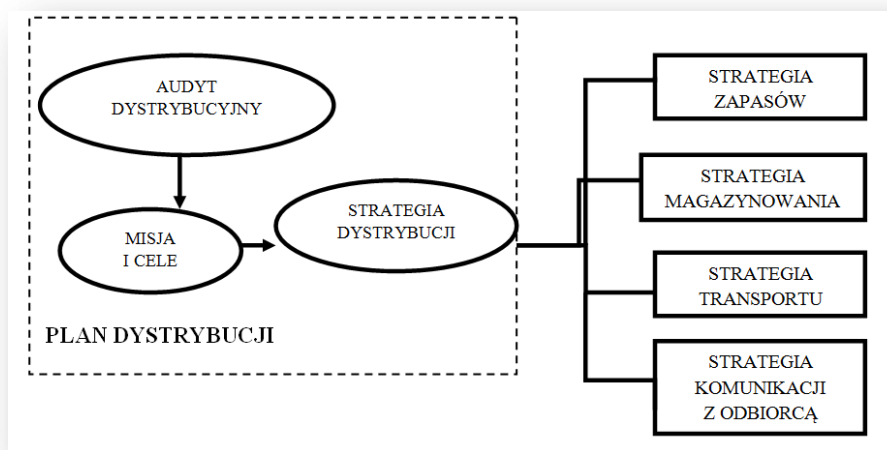 AUDYT
DYSTRYBUCYJNY
MISJA
I CELE
STRATEGIA
DYSTRYBUCJI
PLAN DYSTRYBUCJI
STRATEGIA
ZAPASÓW
STRATEGIA
MAGAZYNOWANIA
STRATEGIA
TRANSPORTU
STRATEGIA
KOMUNIKACJI
Z ODBIORCĄ